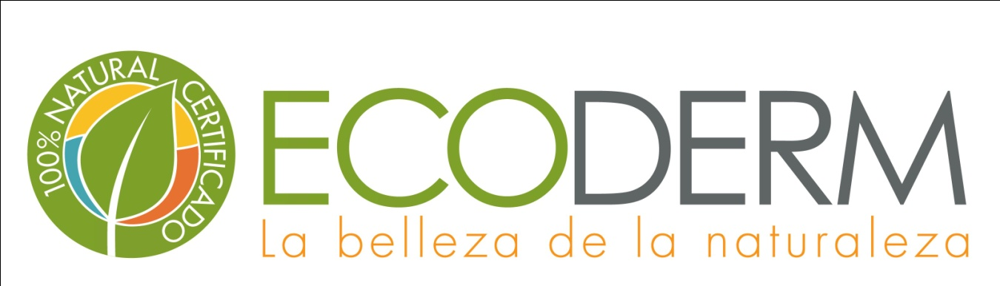 100% NATURAL CERTIFICADO
ECODERM
La belleza de la naturaleza